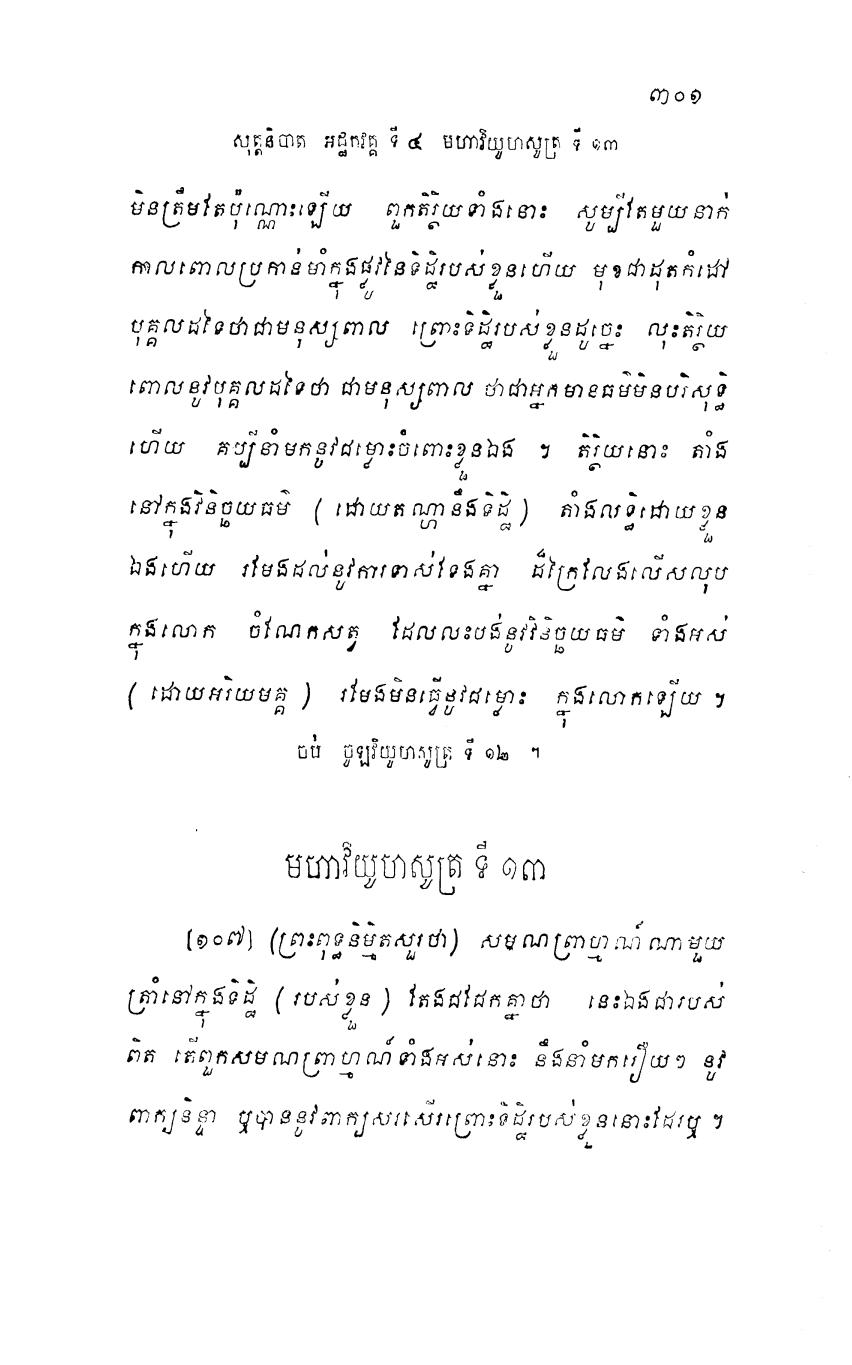 ៣០១
សុត្តនិបាត អដ្ឋកវគ្គ ទី ៤ មហាវិយូហសូត្រ ទី ១៣
មិនត្រឹមតែប៉ុណ្ណោះឡើយ ពួកតិរ្ថិយទាំងនោះ សូម្បីតែមួយនាក់
កាលពោលប្រកាន់មាំក្នុងផ្លូវនៃទិដ្ឋិរបស់ខ្លួនហើយ មុខជាដុតកំដៅ
បុគ្គលដទៃថាជាមនុស្សពាល ព្រោះទិដ្ឋិរបស់ខ្លួនដូច្នេះ លុះតិរ្ថិយ
ពោលនូវបុគ្គលដទៃថា ជាមនុស្សពាល ថាជាអ្នកមានធម៌មិនបរិសុទ្ធិ
ហើយ គប្បីនាំមកនូវជម្លោះចំពោះខ្លួនឯង ។ តិរ្ថិយនោះ តាំង
នៅក្នុងវិនិច្ឆយធម៌ ( ដោយតណ្ហានឹងទិដ្ឋិ ) តាំងលទ្ធិដោយខ្លួន
ឯងហើយ រមែងដល់នូវការទាស់ទែងគ្នា ដ៏ក្រៃលែងលើសលុប
ក្នុងលោក ចំណែកសត្វ ដែលលះបង់នូវវិនិច្ឆយធម៌ ទាំងអស់
( ដោយអរិយមគ្គ ) រមែងមិនធ្វើនូវជម្លោះ ក្នុងលោកឡើយ ។
ចប់ ចូឡវិយូហសូត្រ ទី ១២ ។
មហាវិយូហសូត្រ ទី ១៣
[១០៧] (ព្រះពុទ្ធនិម្មិតសួរថា) សមណព្រាហ្មណ៍ណាមួយ
ត្រាំនៅក្នុងទិដ្ឋិ ( របស់ខ្លួន ) តែងជជែកគ្នាថា នេះឯងជារបស់
ពិត តើពួកសមណព្រាហ្មណ៍ទាំងអស់នោះ នឹងនាំមករឿយៗ នូវ
ពាក្យនិន្ទា ឬបាននូវពាក្យសរសើរព្រោះទិដ្ឋិរបស់ខ្លួននោះដែរឬ ។